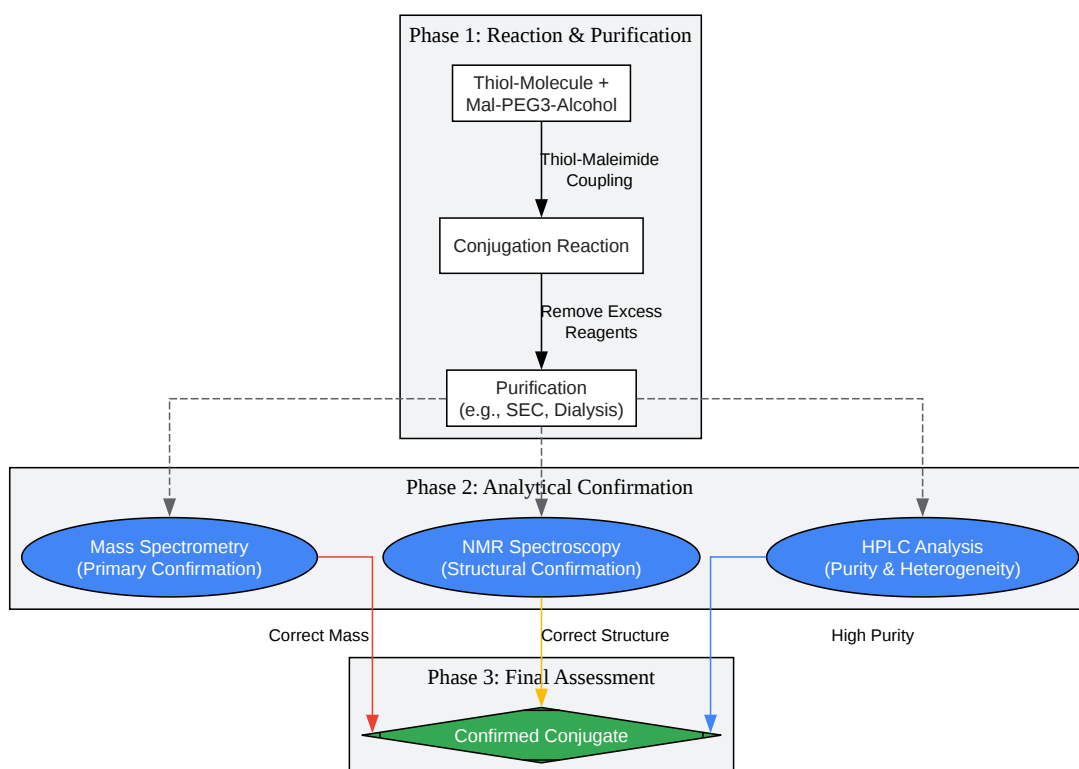 Phase 1: Reaction & Purification
Thiol-Molecule +
Mal-PEG3-Alcohol
Thiol-Maleimide
Coupling
Conjugation Reaction
Remove Excess
Reagents
Purification
(e.g., SEC, Dialysis)
Phase 2: Analytical Confirmation
Mass Spectrometry
(Primary Confirmation)
NMR Spectroscopy
(Structural Confirmation)
HPLC Analysis
(Purity & Heterogeneity)
Correct Mass
Correct Structure
High Purity
Phase 3: Final Assessment
Confirmed Conjugate